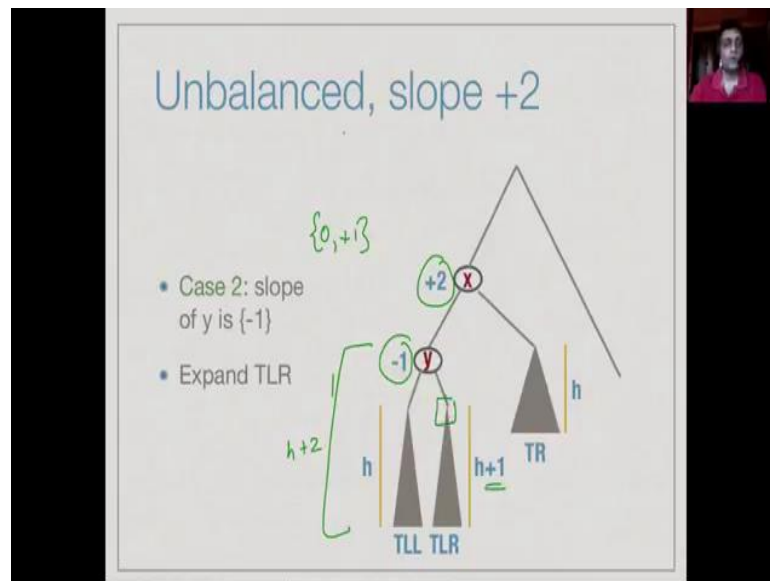 Unbalanced, slope +2
{0,+1}
• Case 2: slope
of y is {-1}
• Expand TLR
+2 x
-1 y
h+2
h
h+1
h
TR
TLL TLR